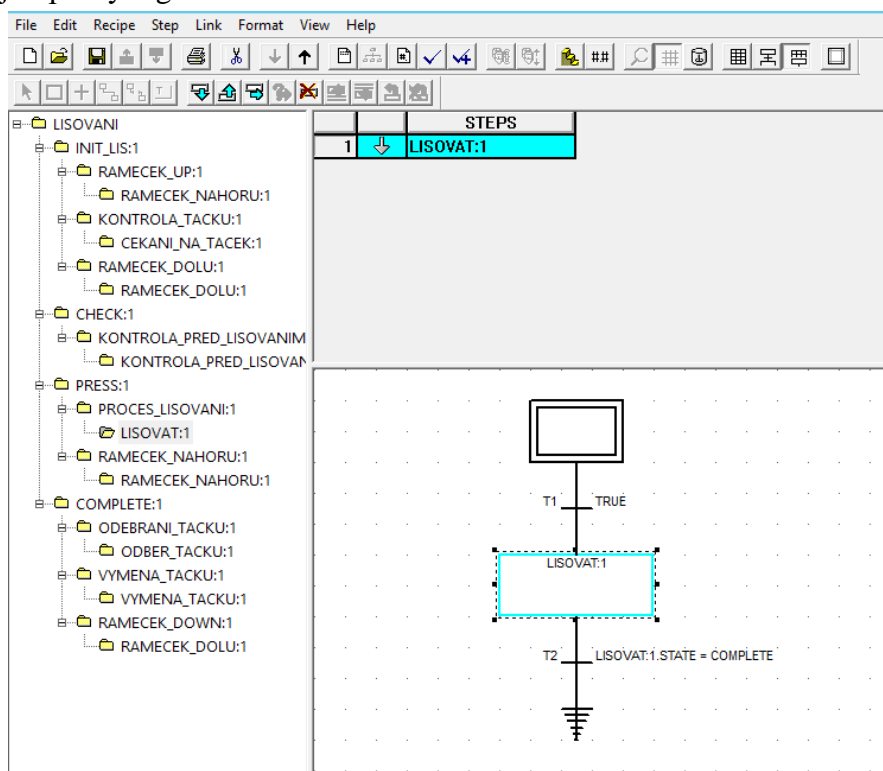 File Edit Recipe Step Link Format View Help
LISOVANI
INIT_LIS:1
RAMECEK_UP:1
RAMECEK_NAHORU:1
KONTROLA_TACKU:1
CEKANI_NA_TACEK:1
RAMECEK_DOLU:1
RAMECEK_DOLU:1
CHECK:1
KONTROLA_PRED_LISOVANIM
KONTROLA_PRED_LISOVAN
PRESS:1
PROCES_LISOVANI:1
LISOVAT:1
RAMECEK_NAHORU:1
RAMECEK_NAHORU:1
COMPLETE:1
ODEBRANI_TACKU:1
ODBER_TACKU:1
VYMENA_TACKU:1
VYMENA_TACKU:1
RAMECEK_DOWN:1
RAMECEK_DOLU:1
STEPS
1 LISOVAT:1
T1 TRUE
LISOVAT:1
T2 LISOVAT:1.STATE = COMPLETE